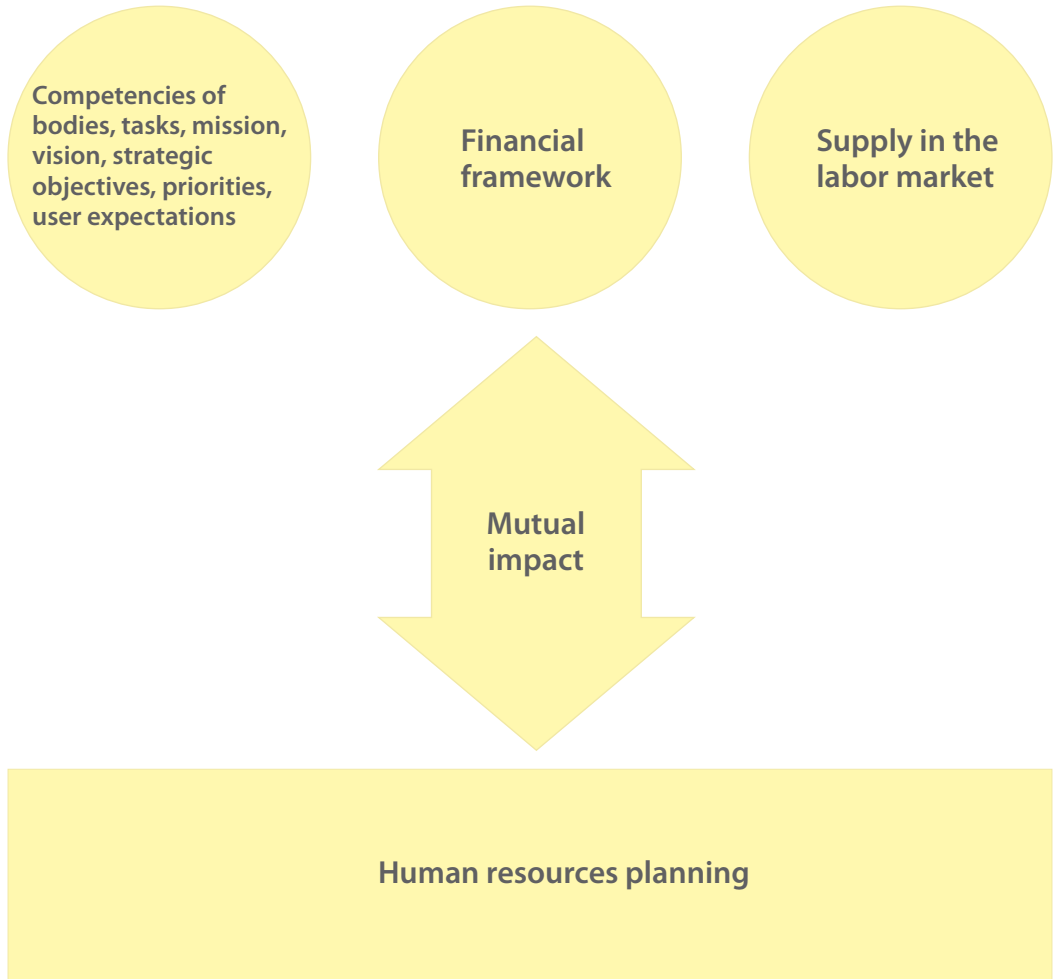 Competencies of
bodies, tasks, mission,
vision, strategic
objectives, priorities,
user expectations
Financial
framework
Supply in the
labor market
Mutual
impact
Human resources planning